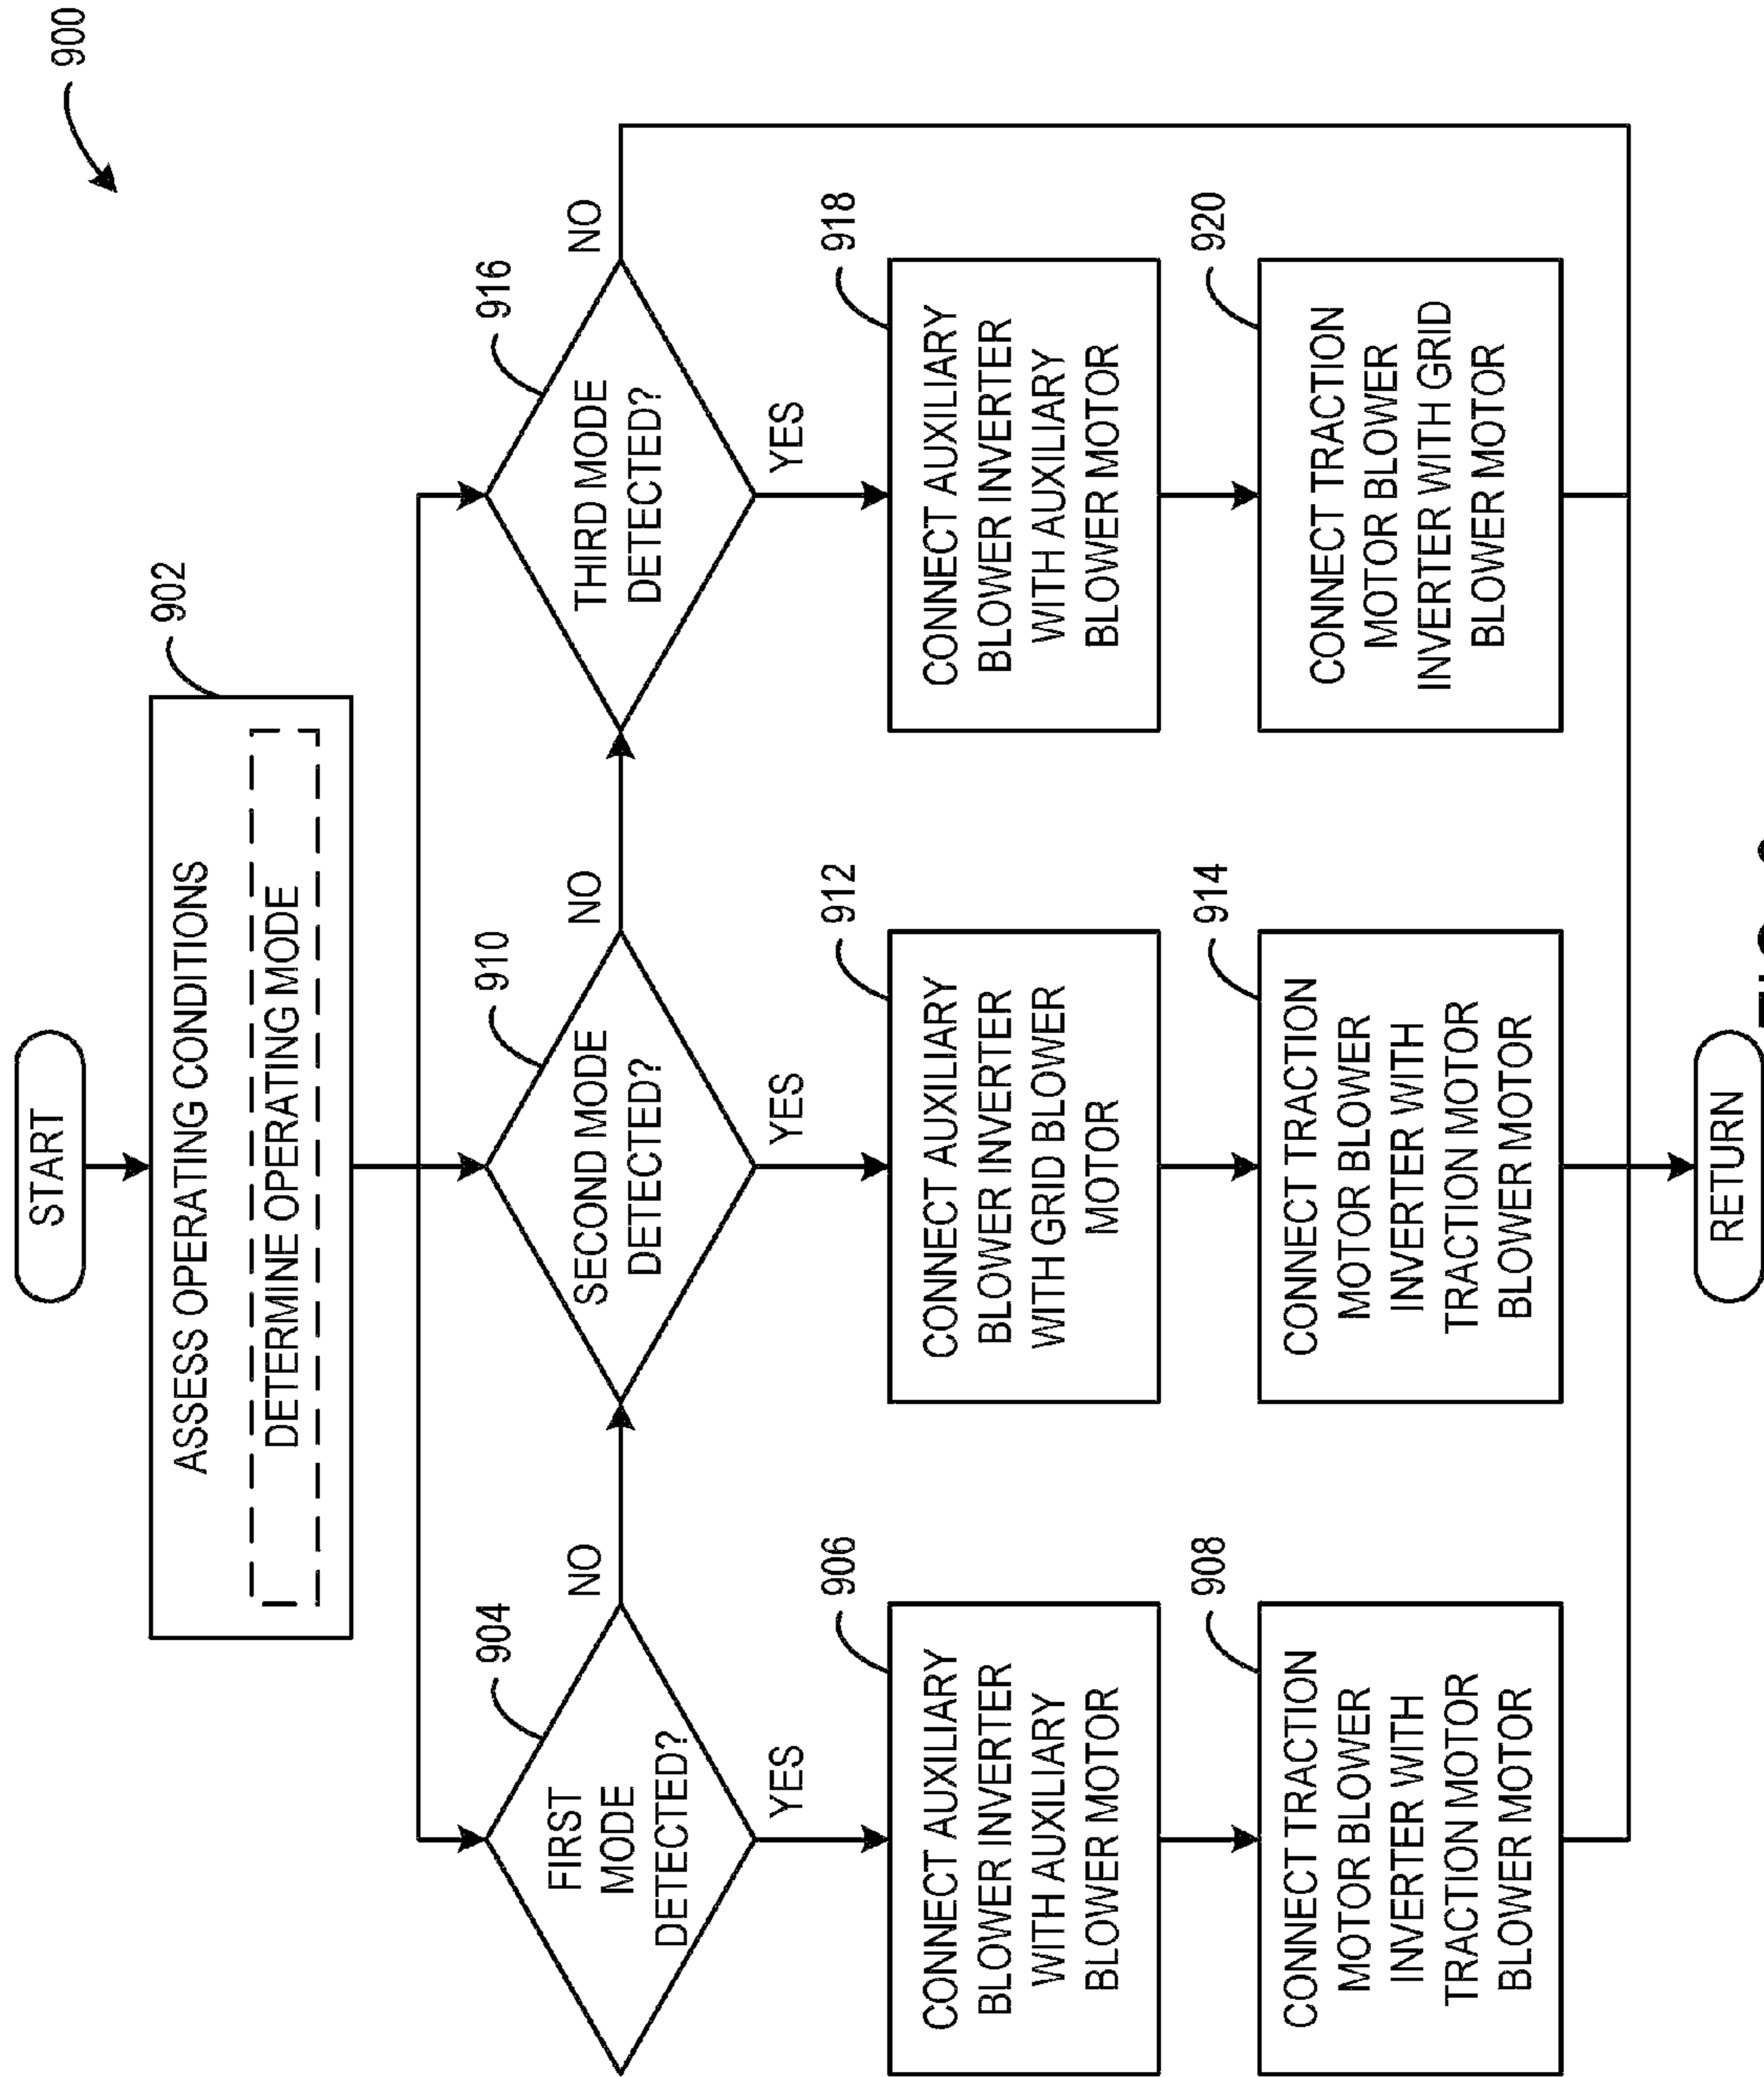 900
START
902
ASSESS OPERATING CONDITIONS
DETERMINE OPERATING MODE
904
FIRST
MODE
DETECTED?
NO
YES
906
CONNECT AUXILIARY
BLOWER INVERTER
WITH AUXILIARY
BLOWER MOTOR
908
CONNECT TRACTION
MOTOR BLOWER
INVERTER WITH
TRACTION MOTOR
BLOWER MOTOR
910
SECOND MODE
DETECTED?
NO
YES
912
CONNECT AUXILIARY
BLOWER INVERTER
WITH GRID BLOWER
MOTOR
914
CONNECT TRACTION
MOTOR BLOWER
INVERTER WITH
TRACTION MOTOR
BLOWER MOTOR
916
THIRD MODE
DETECTED?
NO
YES
918
CONNECT AUXILIARY
BLOWER INVERTER
WITH AUXILIARY
BLOWER MOTOR
920
CONNECT TRACTION
MOTOR BLOWER
INVERTER WITH GRID
BLOWER MOTOR
RETURN